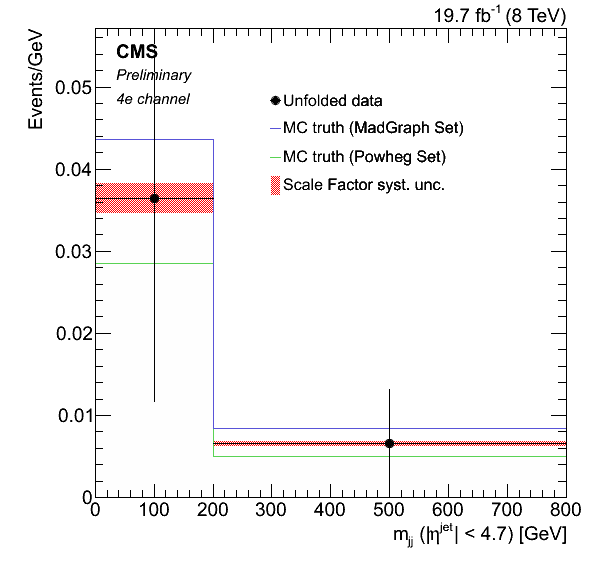 19.7 fb⁻¹ (8 TeV)
Events/GeV
CMS
Preliminary
4e channel
Unfolded data
MC truth (MadGraph Set)
MC truth (Powheg Set)
Scale Factor syst. unc.
0.05
0.04
0.03
0.02
0.01
0
0 100 200 300 400 500 600 700 800
m_jj (|η^jet| < 4.7) [GeV]